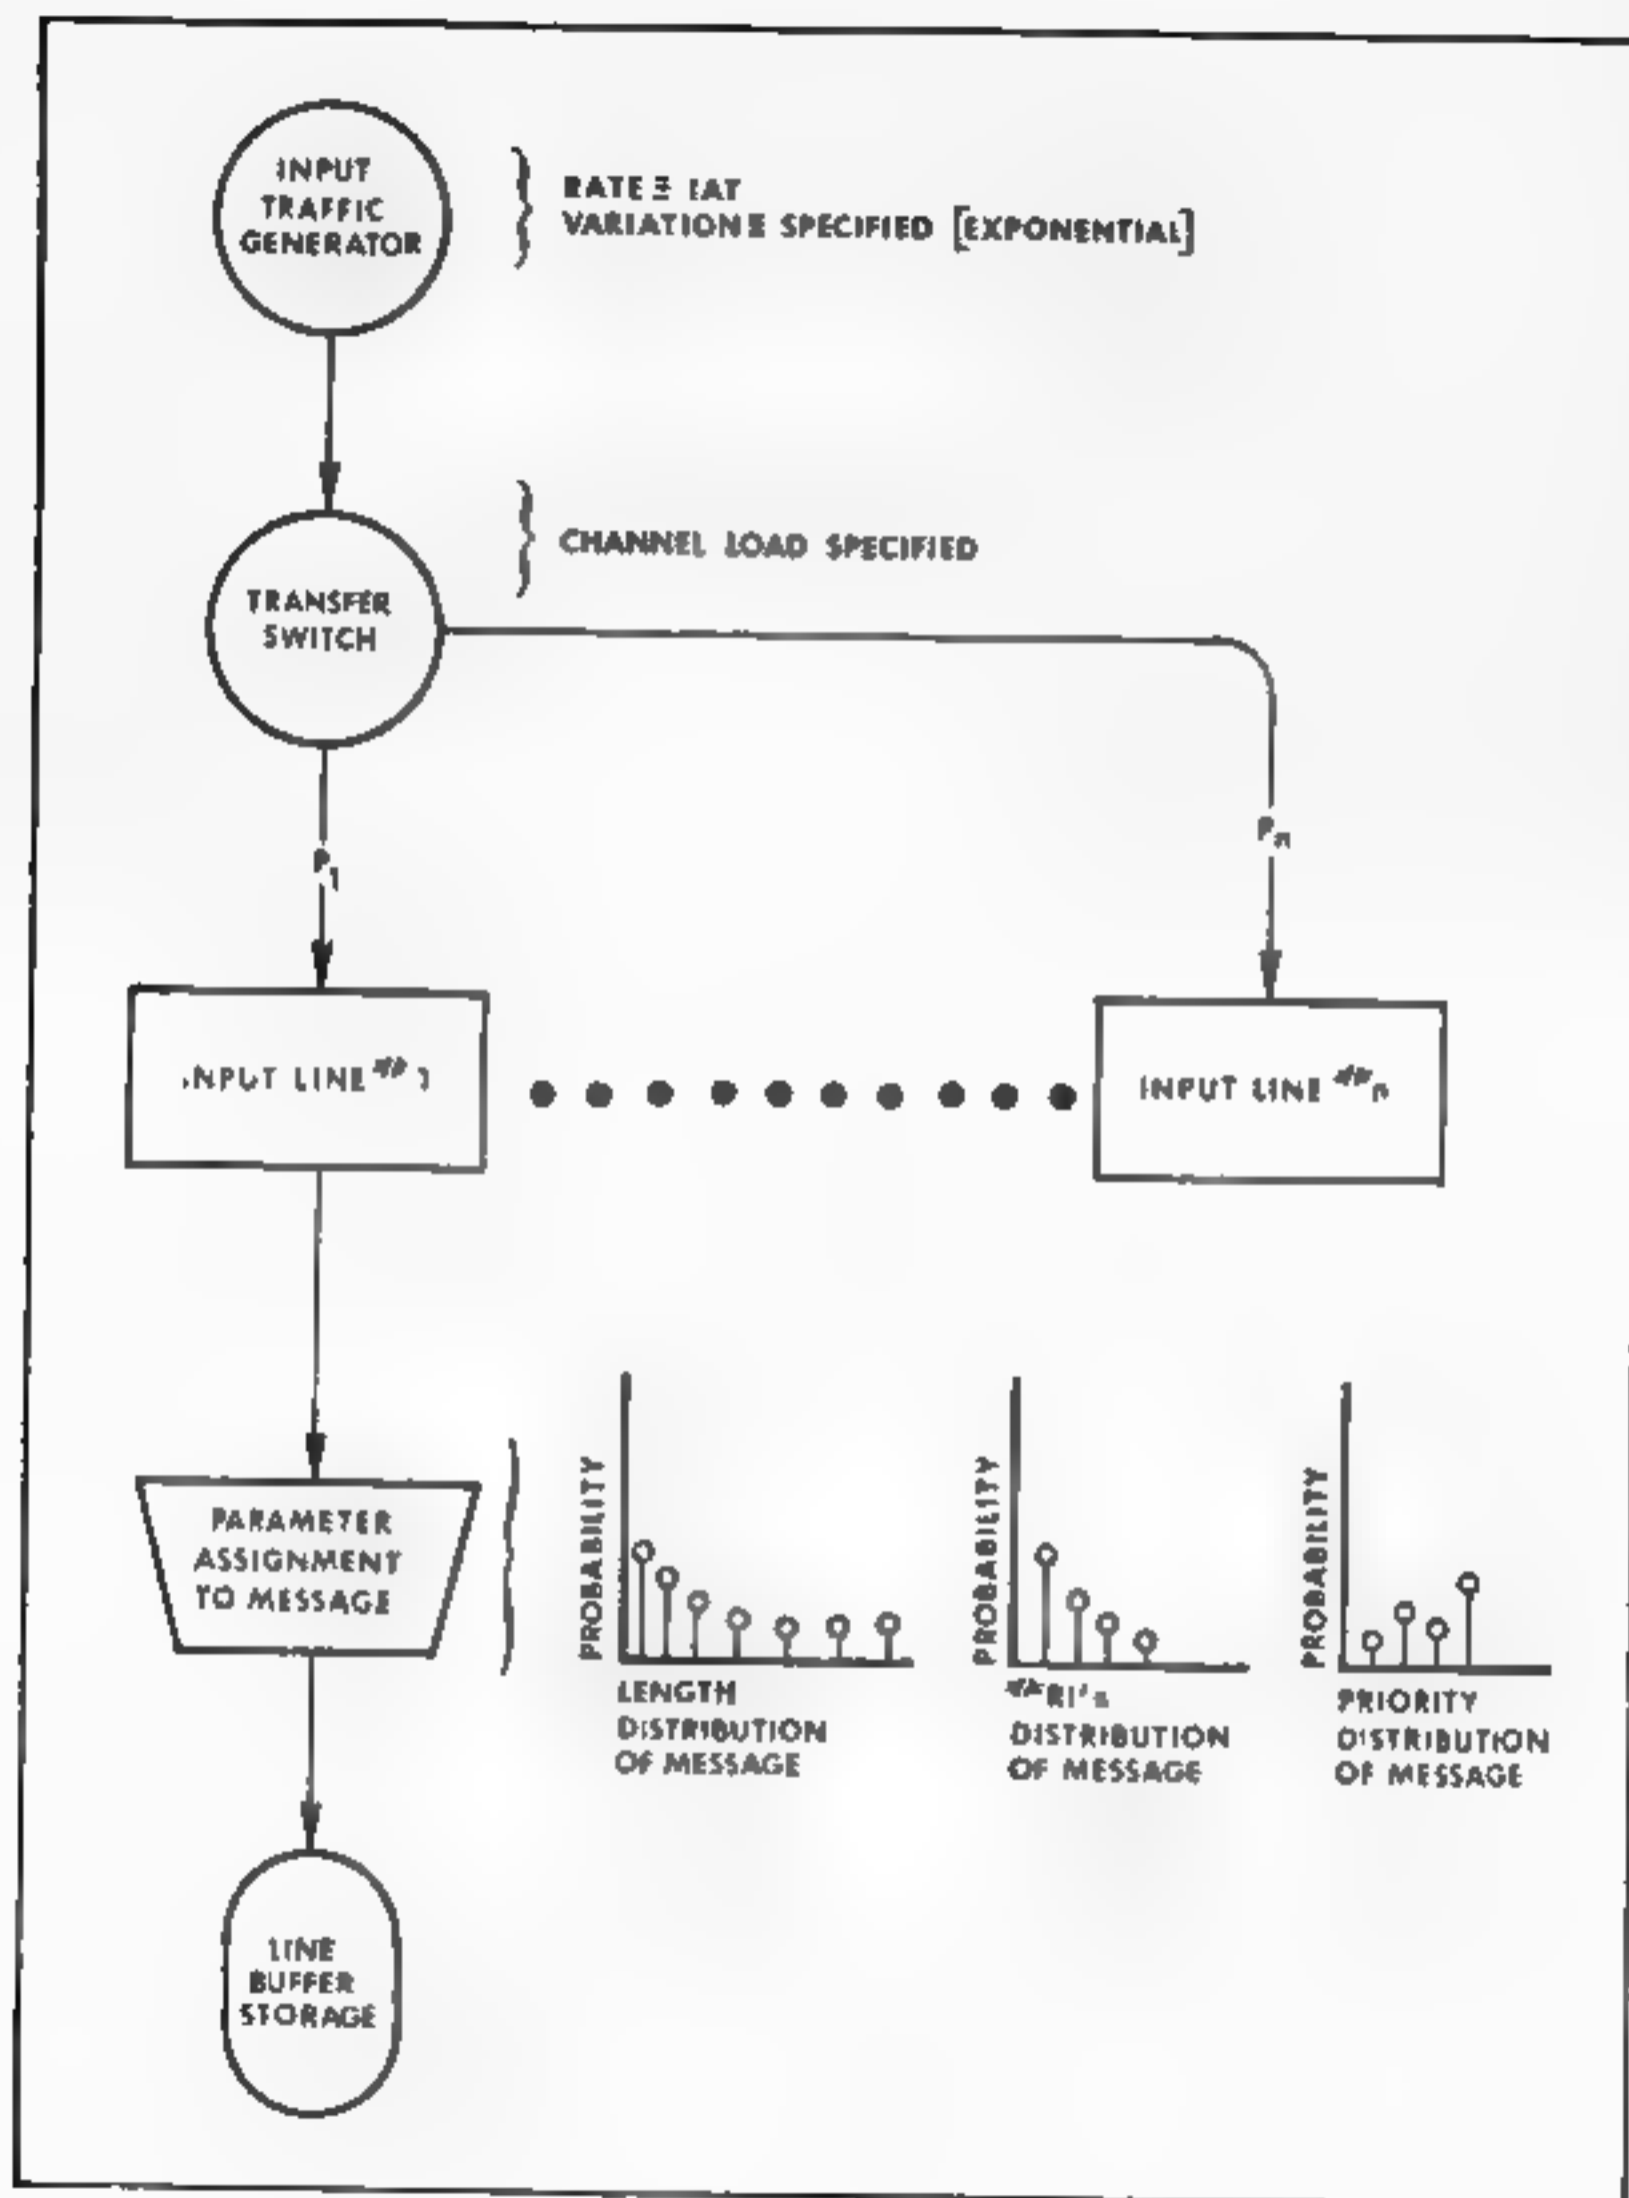 INPUT
TRAFFIC
GENERATOR
RATE ≡ IAT
VARIATION ≡ SPECIFIED [EXPONENTIAL]
CHANNEL LOAD SPECIFIED
TRANSFER
SWITCH
P1
Pn
INPUT LINE # 1
INPUT LINE # n
PARAMETER
ASSIGNMENT
TO MESSAGE
PROBABILITY
LENGTH
DISTRIBUTION
OF MESSAGE
PROBABILITY
# RI's
DISTRIBUTION
OF MESSAGE
PROBABILITY
PRIORITY
DISTRIBUTION
OF MESSAGE
LINE
BUFFER
STORAGE